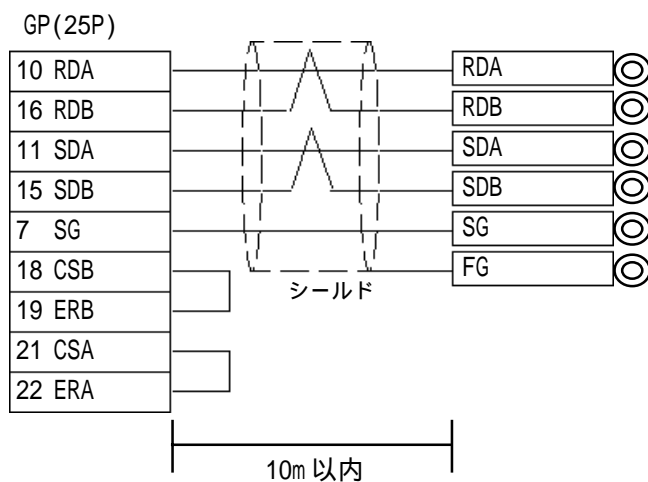 GP(25P)
10 RDA
16 RDB
11 SDA
15 SDB
7 SG
18 CSB
19 ERB
21 CSA
22 ERA
RDA
RDB
SDA
SDB
SG
FG
シールド
10m 以内